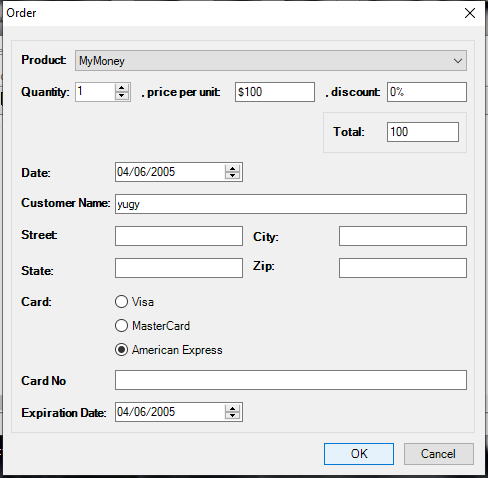 Order
Product: MyMoney
Quantity: 1 , price per unit: $100 , discount: 0%
Total: 100
Date: 04/06/2005
Customer Name: yugy
Street: City:
State: Zip:
Card: Visa
MasterCard
American Express
Card No
Expiration Date: 04/06/2005
OK Cancel